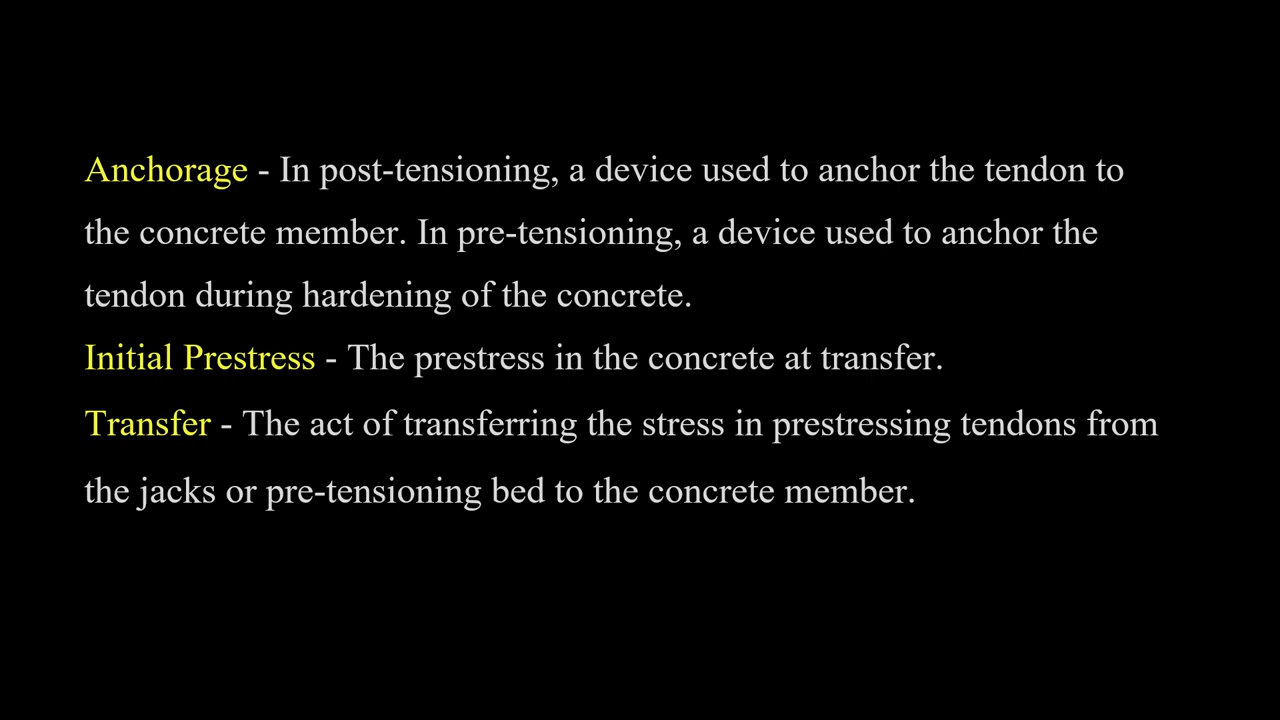 Anchorage - In post-tensioning, a device used to anchor the tendon to
the concrete member. In pre-tensioning, a device used to anchor the
tendon during hardening of the concrete.
Initial Prestress - The prestress in the concrete at transfer.
Transfer - The act of transferring the stress in prestressing tendons from
the jacks or pre-tensioning bed to the concrete member.